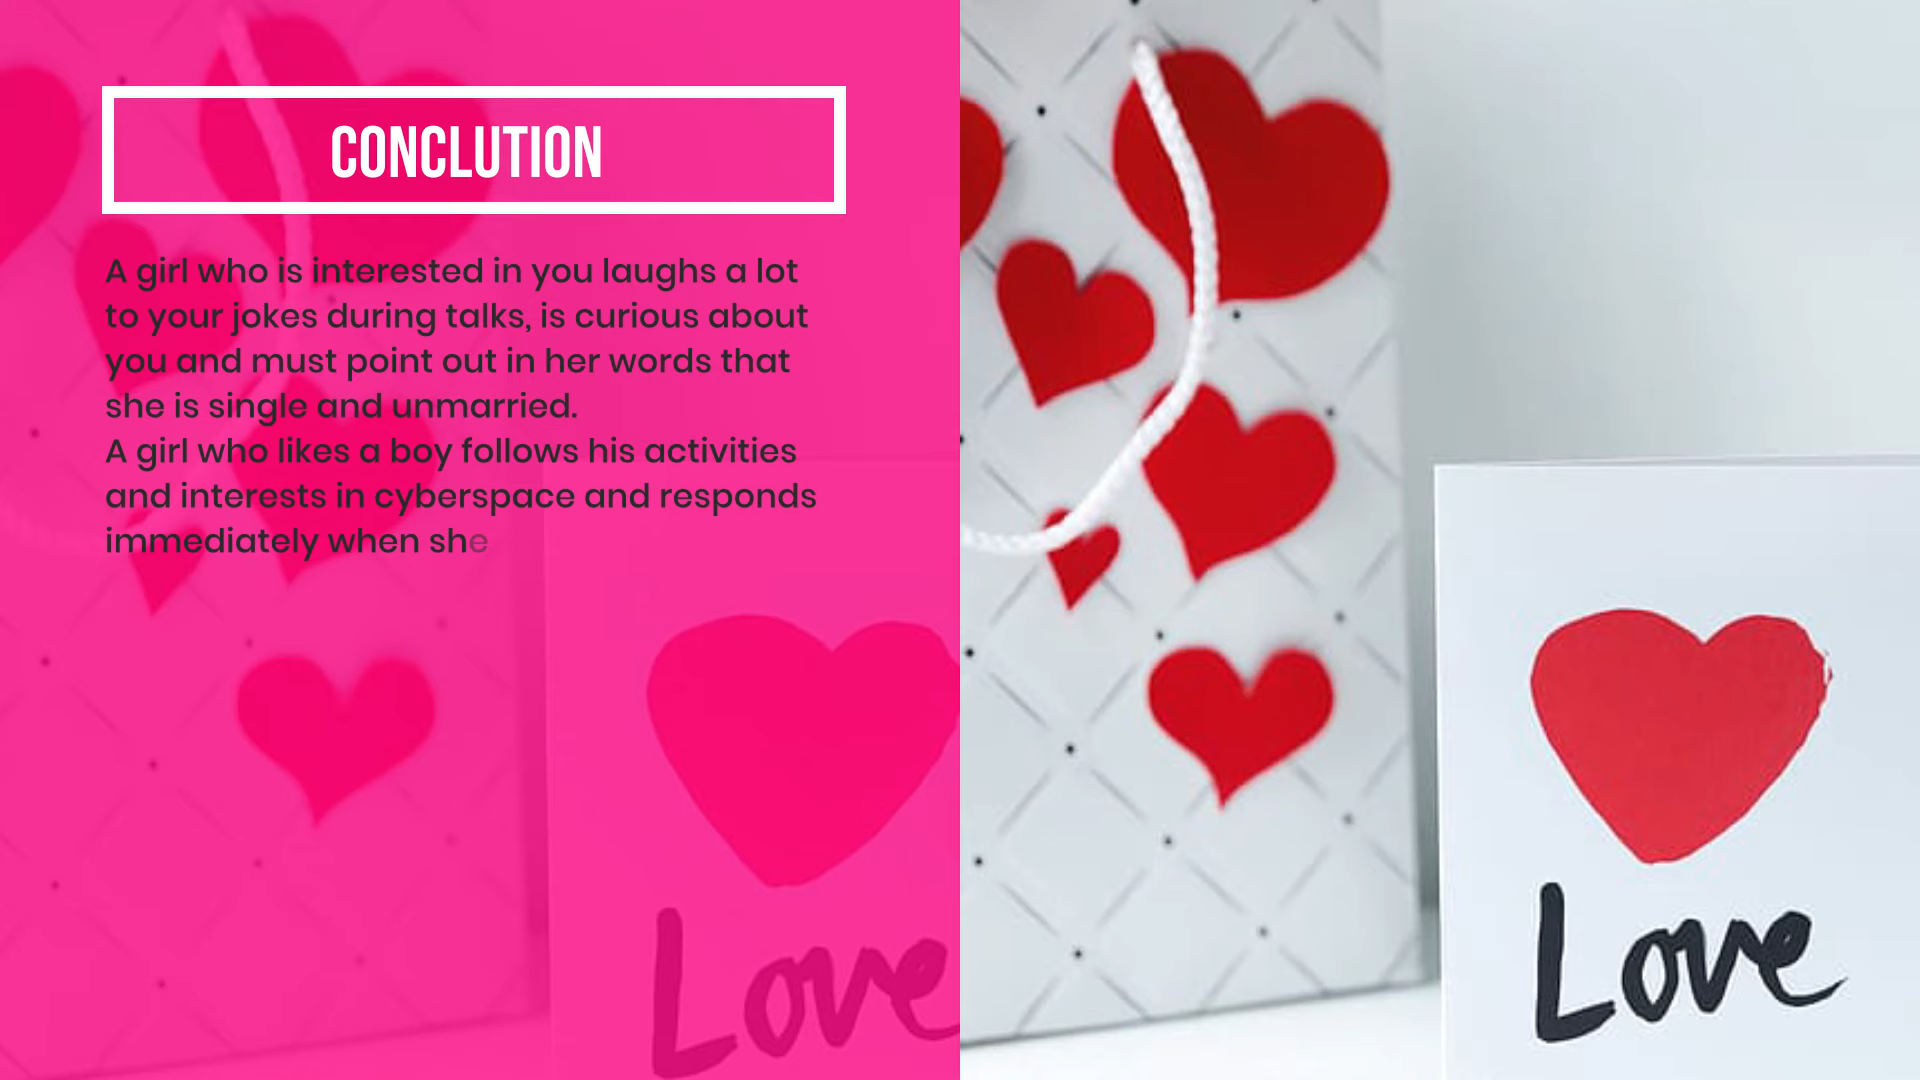 CONCLUTION
A girl who is interested in you laughs a lot
to your jokes during talks, is curious about
you and must point out in her words that
she is single and unmarried.
A girl who likes a boy follows his activities
and interests in cyberspace and responds
immediately when she
Love
Love